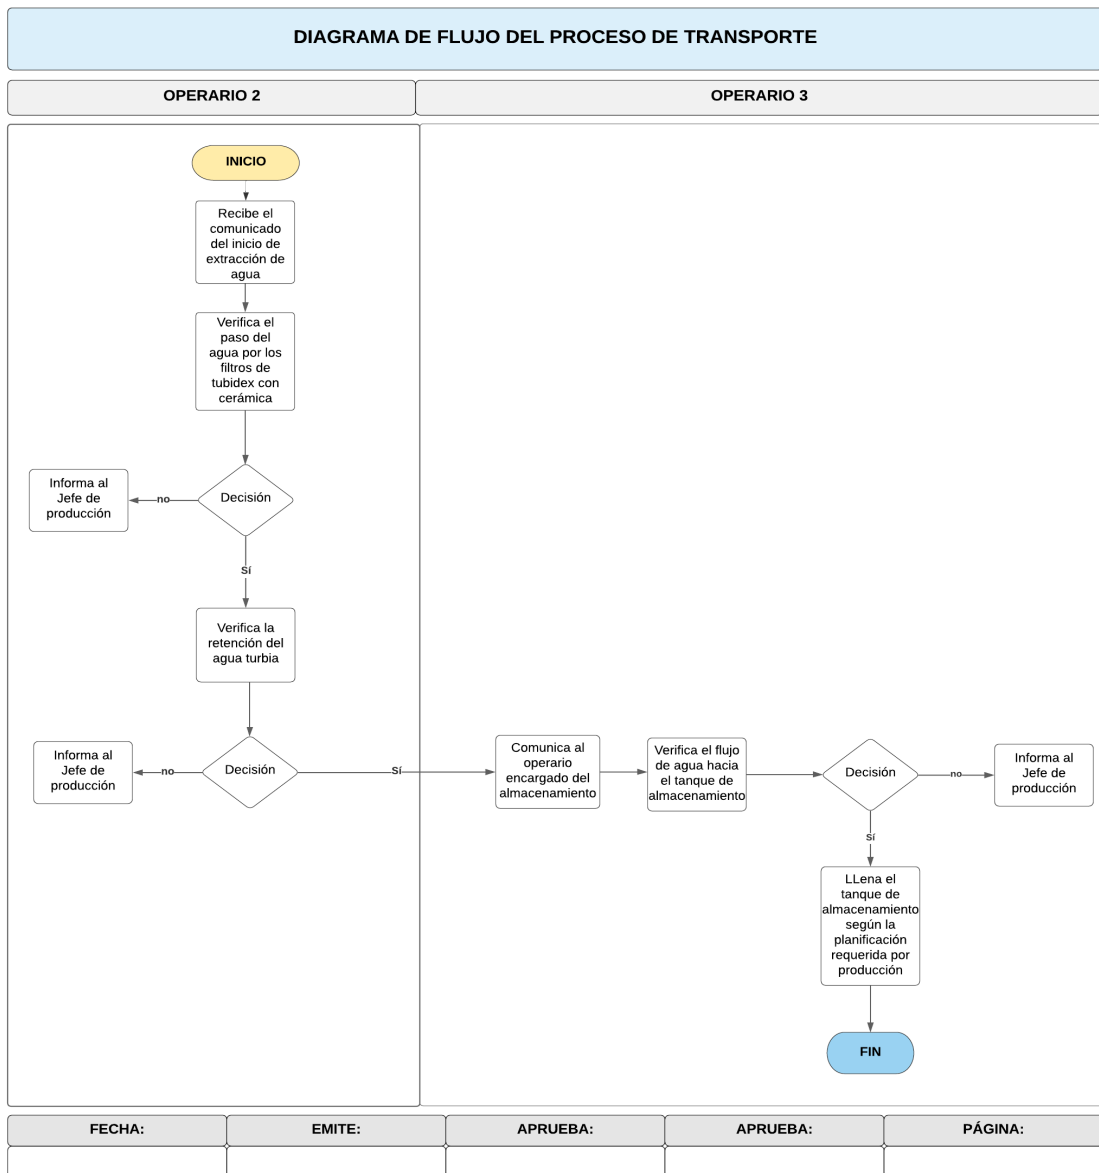 DIAGRAMA DE FLUJO DEL PROCESO DE TRANSPORTE
OPERARIO 2
OPERARIO 3
INICIO
Recibe el
comunicado
del inicio de
extracción de
agua
Verifica el
paso del
agua por los
filtros de
tubidex con
cerámica
Decisión
no
Informa al
Jefe de
producción
Sí
Verifica la
retención del
agua turbia
Decisión
no
Informa al
Jefe de
producción
Sí
Comunica al
operario
encargado del
almacenamiento
Verifica el flujo
de agua hacia
el tanque de
almacenamiento
Decisión
no
Informa al
Jefe de
producción
Sí
LLena el
tanque de
almacenamiento
según la
planificación
requerida por
producción
FIN
FECHA:
EMITE:
APRUEBA:
APRUEBA:
PÁGINA: